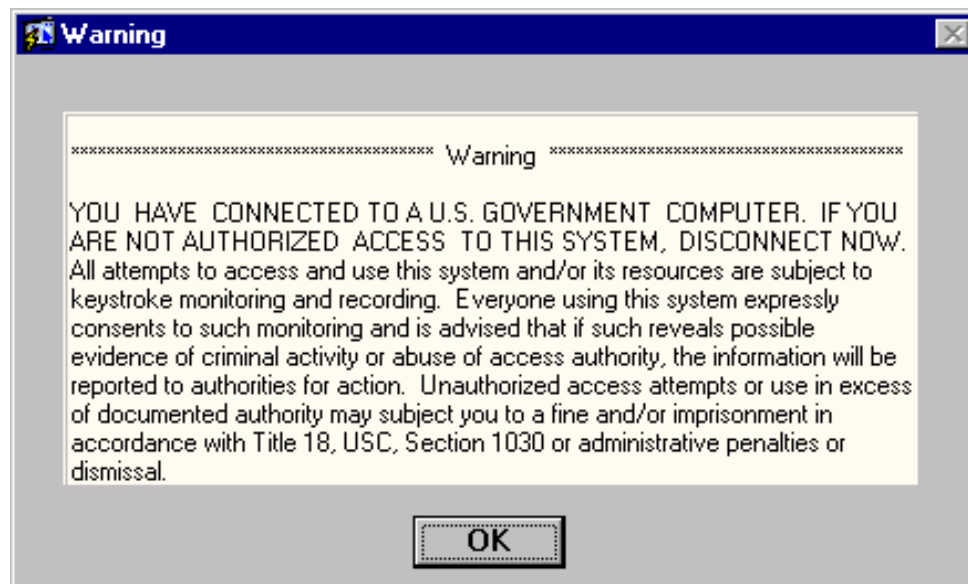 Warning
***************************************** Warning ****************************************
YOU HAVE CONNECTED TO A U.S. GOVERNMENT COMPUTER. IF YOU
ARE NOT AUTHORIZED ACCESS TO THIS SYSTEM, DISCONNECT NOW.
All attempts to access and use this system and/or its resources are subject to
keystroke monitoring and recording. Everyone using this system expressly
consents to such monitoring and is advised that if such reveals possible
evidence of criminal activity or abuse of access authority, the information will be
reported to authorities for action. Unauthorized access attempts or use in excess
of documented authority may subject you to a fine and/or imprisonment in
accordance with Title 18, USC, Section 1030 or administrative penalties or
dismissal.
OK